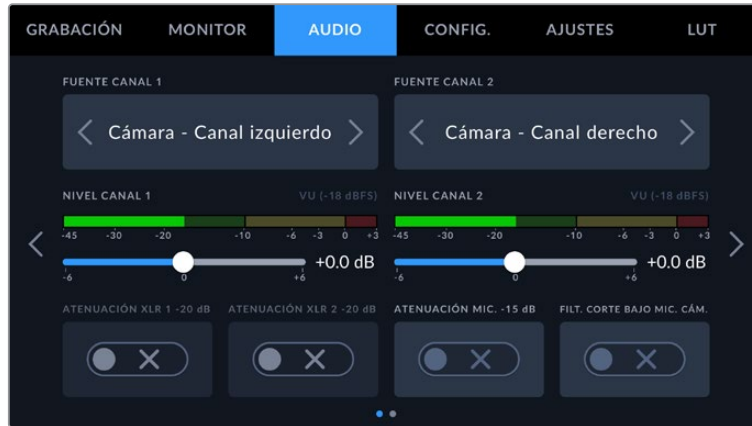 GRABACIÓN MONITOR AUDIO CONFIG. AJUSTES LUT
FUENTE CANAL 1 FUENTE CANAL 2
Cámara - Canal izquierdo Cámara - Canal derecho
NIVEL CANAL 1 VU (-18 dBFS) NIVEL CANAL 2 VU (-18 dBFS)
-45 -30 -20 -10 -6 -3 0 +3 -45 -30 -20 -10 -6 -3 0 +3
+0.0 dB +0.0 dB
-6 0 +6 -6 0 +6
ATENUACIÓN XLR 1 -20 dB ATENUACIÓN XLR 2 -20 dB ATENUACIÓN MIC. -15 dB FILT. CORTE BAJO MIC. CÁM.